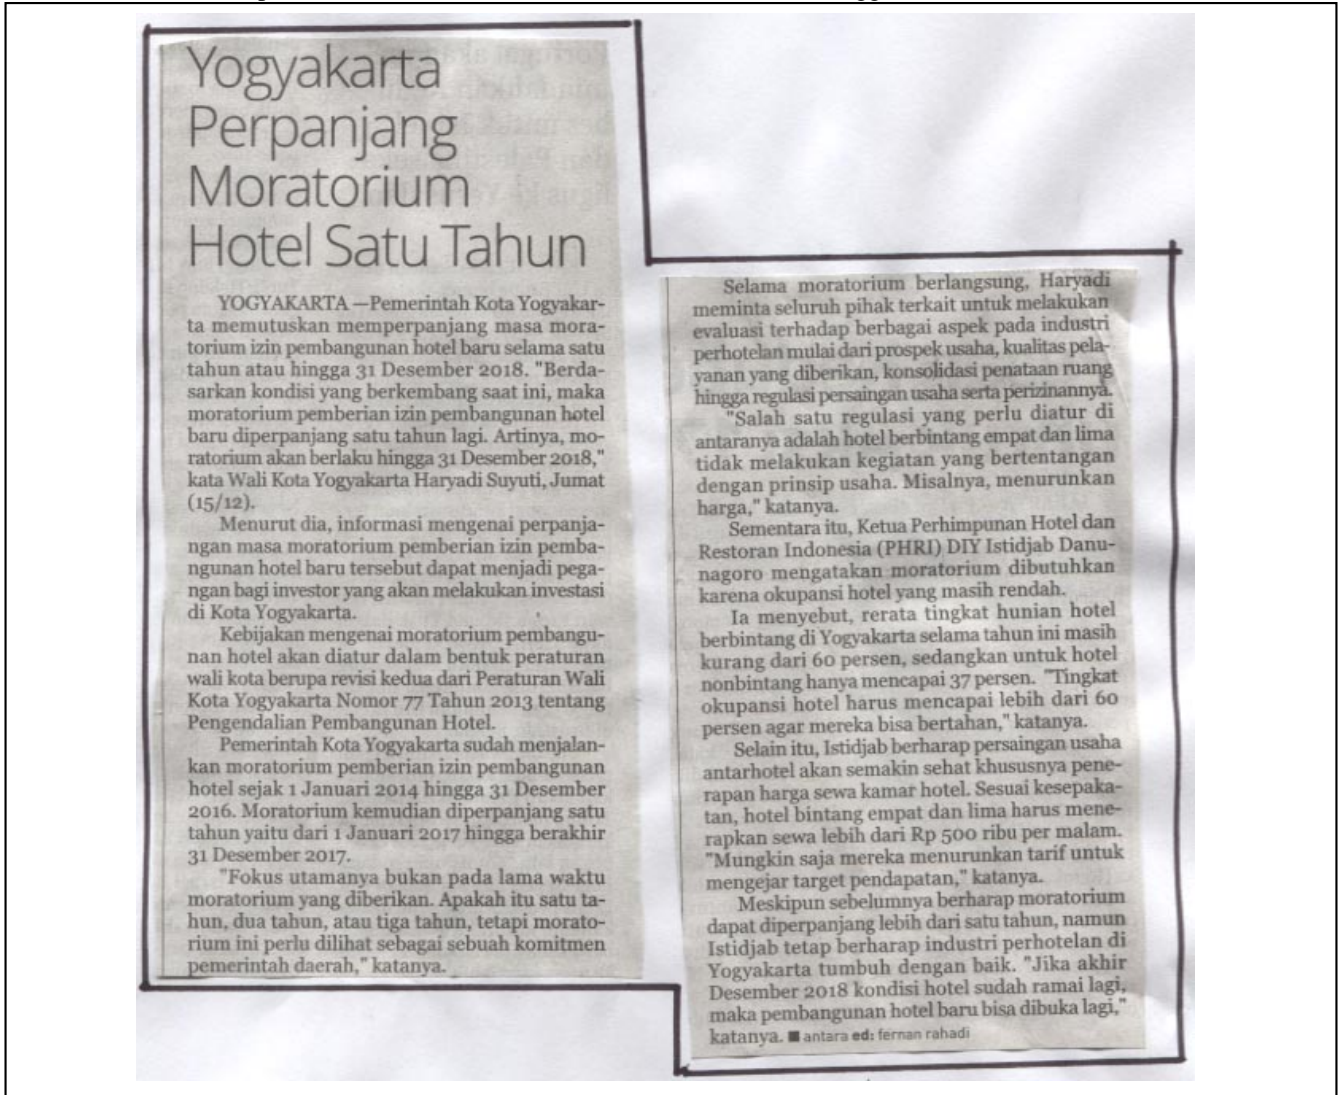 Yogyakarta
Perpanjang
Moratorium
Hotel Satu Tahun
YOGYAKARTA —Pemerintah Kota Yogyakar-
ta memutuskan memperpanjang masa mora-
torium izin pembangunan hotel baru selama satu
tahun atau hingga 31 Desember 2018. "Berda-
sarkan kondisi yang berkembang saat ini, maka
moratorium pemberian izin pembangunan hotel
baru diperpanjang satu tahun lagi. Artinya, mo-
ratorium akan berlaku hingga 31 Desember 2018,"
kata Wali Kota Yogyakarta Haryadi Suyuti, Jumat
(15/12).
Menurut dia, informasi mengenai perpanja-
ngan masa moratorium pemberian izin pemba-
ngunan hotel baru tersebut dapat menjadi pega-
ngan bagi investor yang akan melakukan investasi
di Kota Yogyakarta.
Kebijakan mengenai moratorium pembangu-
nan hotel akan diatur dalam bentuk peraturan
wali kota berupa revisi kedua dari Peraturan Wali
Kota Yogyakarta Nomor 77 Tahun 2013 tentang
Pengendalian Pembangunan Hotel.
Pemerintah Kota Yogyakarta sudah menjalan-
kan moratorium pemberian izin pembangunan
hotel sejak 1 Januari 2014 hingga 31 Desember
2016. Moratorium kemudian diperpanjang satu
tahun yaitu dari 1 Januari 2017 hingga berakhir
31 Desember 2017.
"Fokus utamanya bukan pada lama waktu
moratorium yang diberikan. Apakah itu satu ta-
hun, dua tahun, atau tiga tahun, tetapi morato-
rium ini perlu dilihat sebagai sebuah komitmen
pemerintah daerah," katanya.
Selama moratorium berlangsung, Haryadi
meminta seluruh pihak terkait untuk melakukan
evaluasi terhadap berbagai aspek pada industri
perhotelan mulai dari prospek usaha, kualitas pela-
yanan yang diberikan, konsolidasi penataan ruang
hingga regulasi persaingan usaha serta perizinannya.
"Salah satu regulasi yang perlu diatur di
antaranya adalah hotel berbintang empat dan lima
tidak melakukan kegiatan yang bertentangan
dengan prinsip usaha. Misalnya, menurunkan
harga," katanya.
Sementara itu, Ketua Perhimpunan Hotel dan
Restoran Indonesia (PHRI) DIY Istidjab Danu-
nagoro mengatakan moratorium dibutuhkan
karena okupansi hotel yang masih rendah.
Ia menyebut, rerata tingkat hunian hotel
berbintang di Yogyakarta selama tahun ini masih
kurang dari 60 persen, sedangkan untuk hotel
nonbintang hanya mencapai 37 persen. "Tingkat
okupansi hotel harus mencapai lebih dari 60
persen agar mereka bisa bertahan," katanya.
Selain itu, Istidjab berharap persaingan usaha
antarhotel akan semakin sehat khususnya pene-
rapan harga sewa kamar hotel. Sesuai kesepaka-
tan, hotel bintang empat dan lima harus mene-
rapkan sewa lebih dari Rp 500 ribu per malam.
"Mungkin saja mereka menurunkan tarif untuk
mengejar target pendapatan," katanya.
Meskipun sebelumnya berharap moratorium
dapat diperpanjang lebih dari satu tahun, namun
Istidjab tetap berharap industri perhotelan di
Yogyakarta tumbuh dengan baik. "Jika akhir
Desember 2018 kondisi hotel sudah ramai lagi,
maka pembangunan hotel baru bisa dibuka lagi,"
katanya. ■ antara ed: fernan rahadi